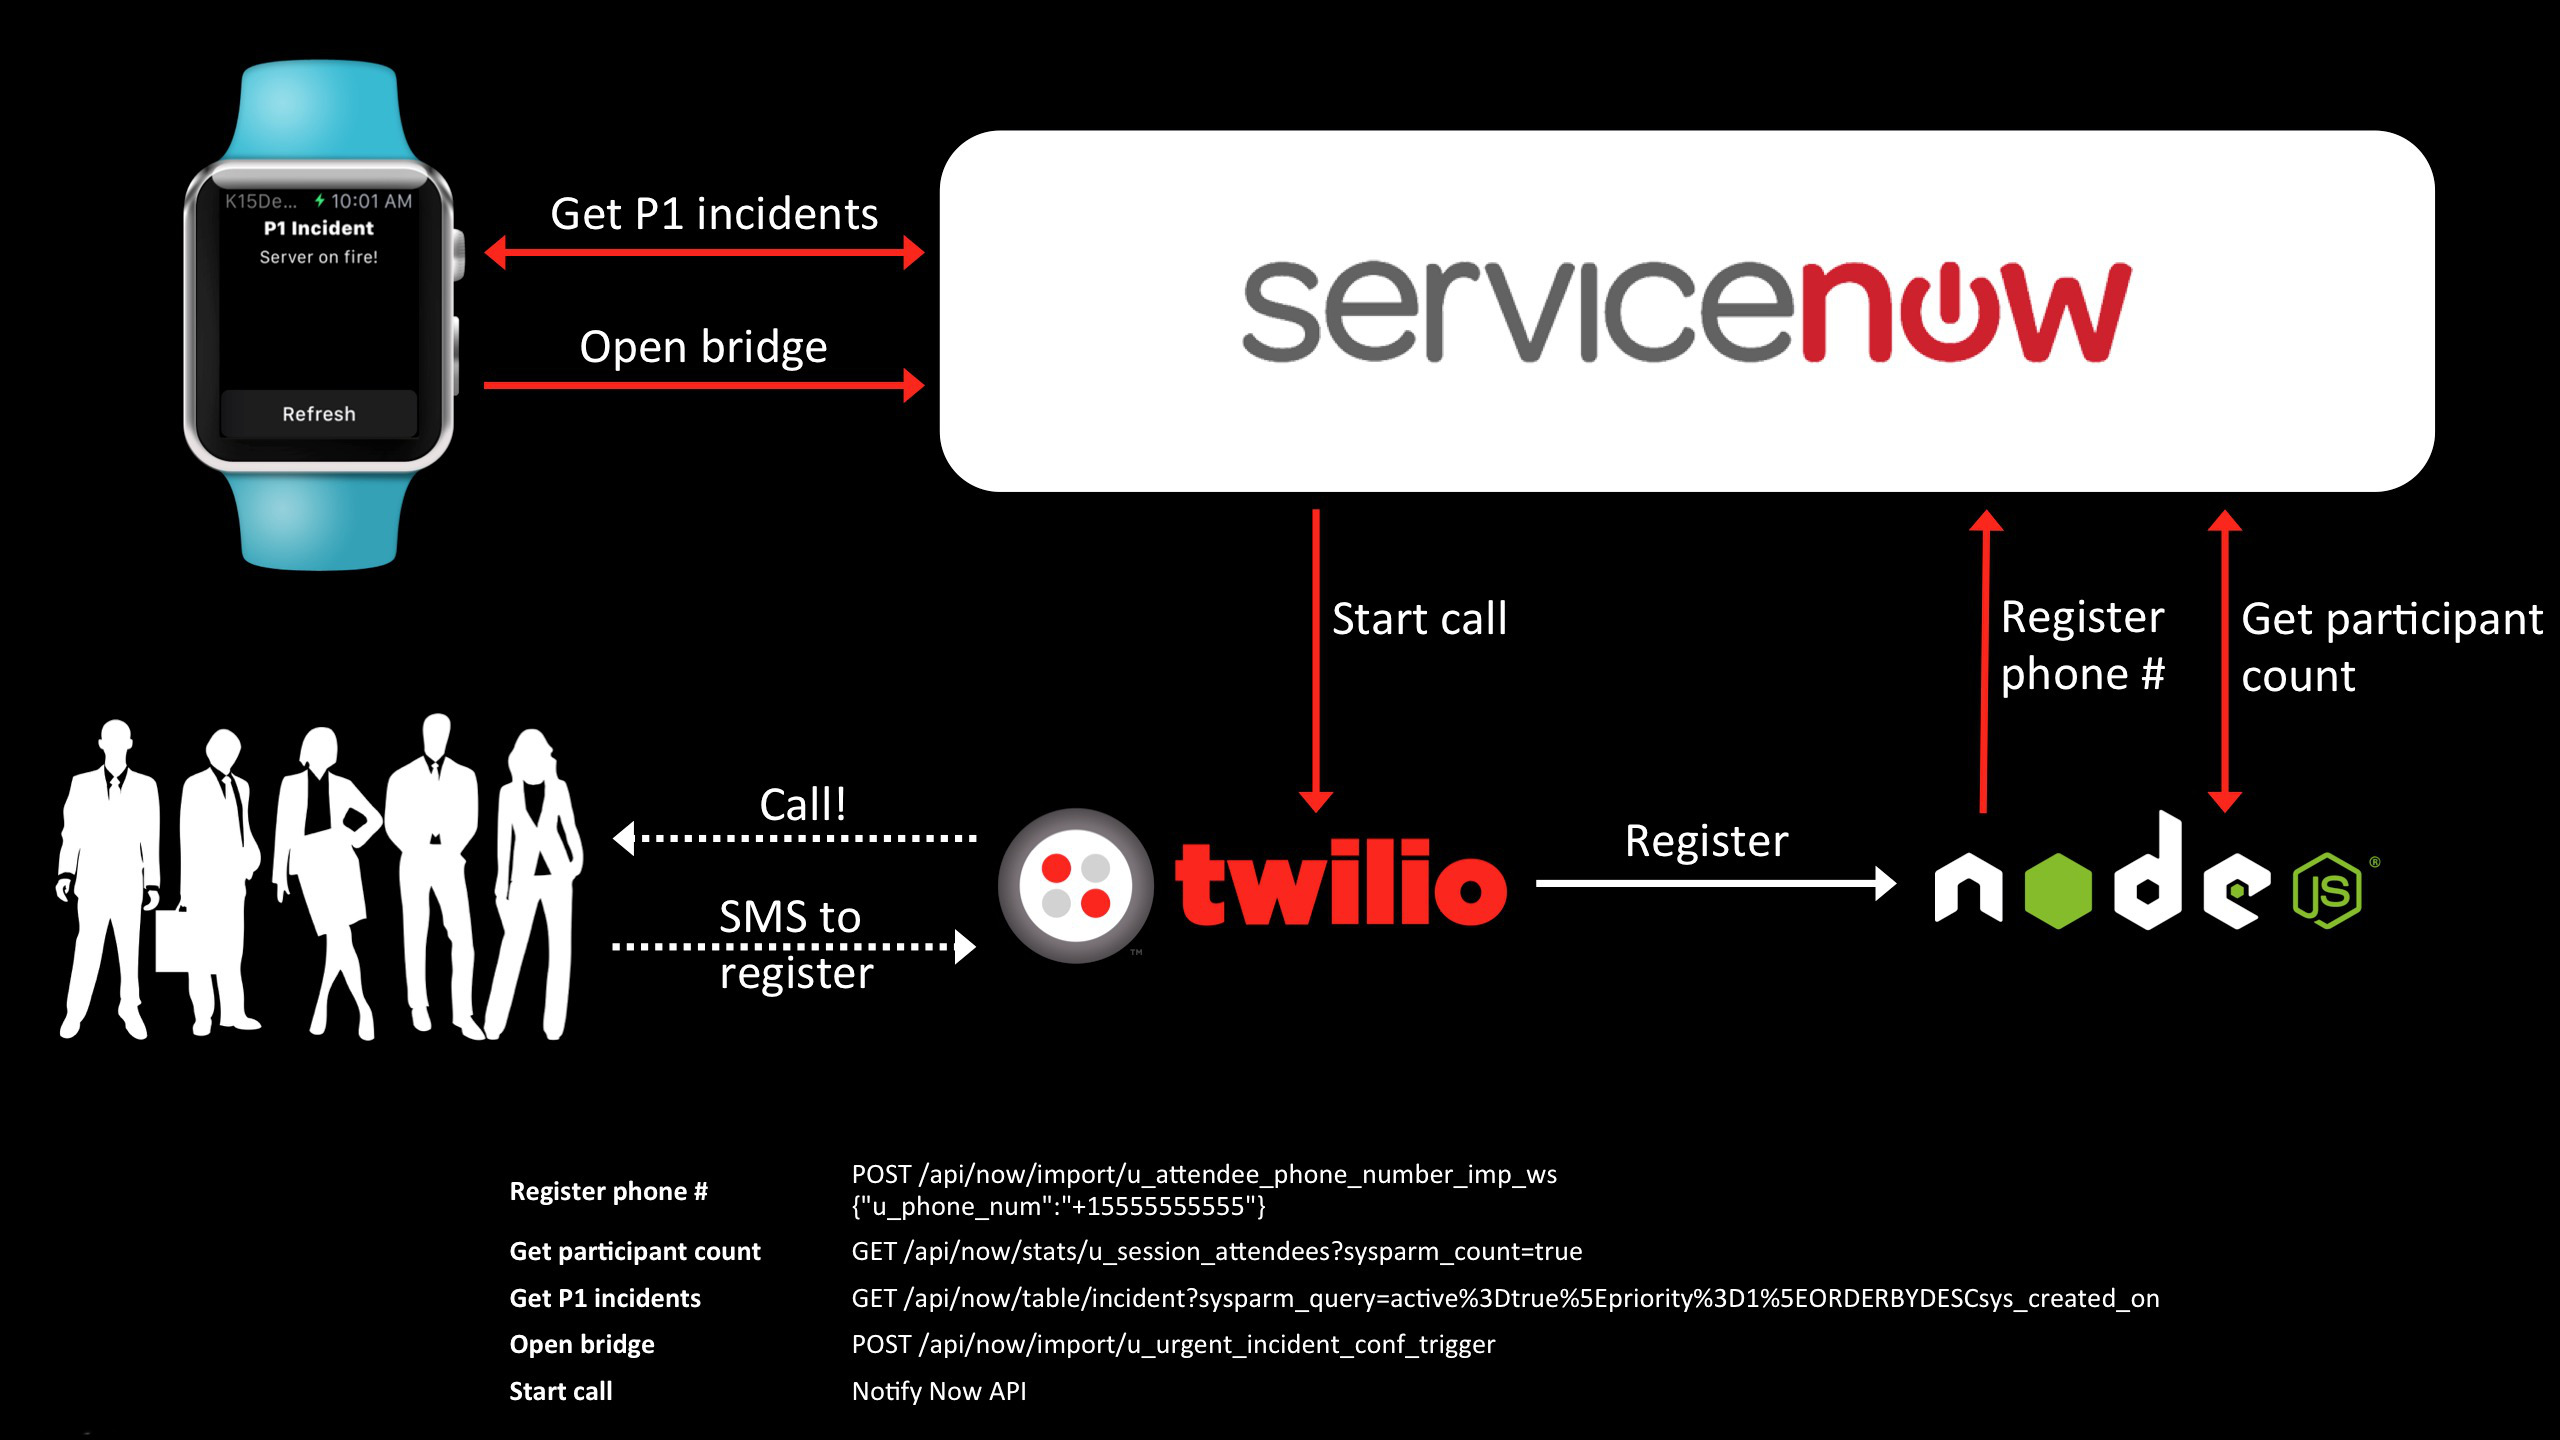 K15De... 10:01 AM
P1 Incident
Server on fire!
Refresh
Get P1 incidents
Open bridge
servicenow
Start call
Register
phone #
Get participant
count
Call!
SMS to
register
twilio
TM
Register
node
JS
®
Register phone # POST /api/now/import/u_attendee_phone_number_imp_ws
{"u_phone_num":"+15555555555"}
Get participant count GET /api/now/stats/u_session_attendees?sysparm_count=true
Get P1 incidents GET /api/now/table/incident?sysparm_query=active%3Dtrue%5Epriority%3D1%5EORDERBYDESCsys_created_on
Open bridge POST /api/now/import/u_urgent_incident_conf_trigger
Start call Notify Now API